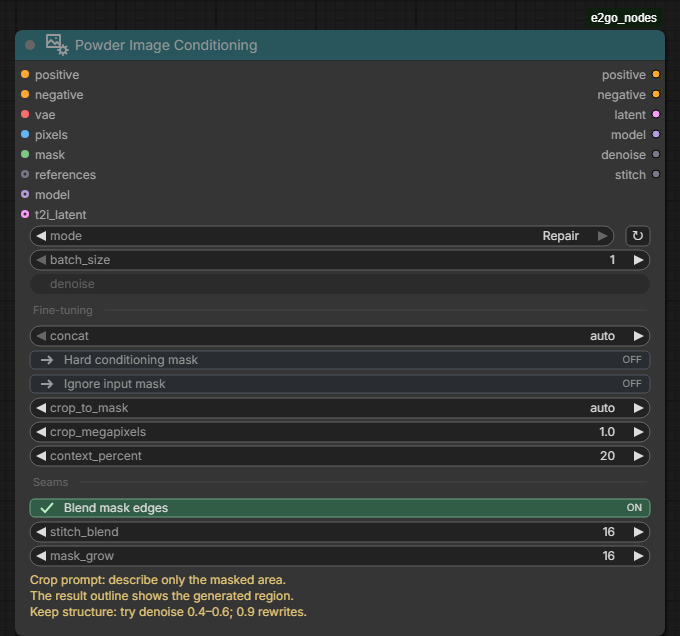 e2go_nodes
Powder Image Conditioning
positive positive
negative negative
vae latent
pixels model
mask denoise
references stitch
model
t2i_latent
mode Repair
batch_size 1
denoise
Fine-tuning
concat auto
Hard conditioning mask OFF
Ignore input mask OFF
crop_to_mask auto
crop_megapixels 1.0
context_percent 20
Seams
Blend mask edges ON
stitch_blend 16
mask_grow 16
Crop prompt: describe only the masked area.
The result outline shows the generated region.
Keep structure: try denoise 0.4–0.6; 0.9 rewrites.